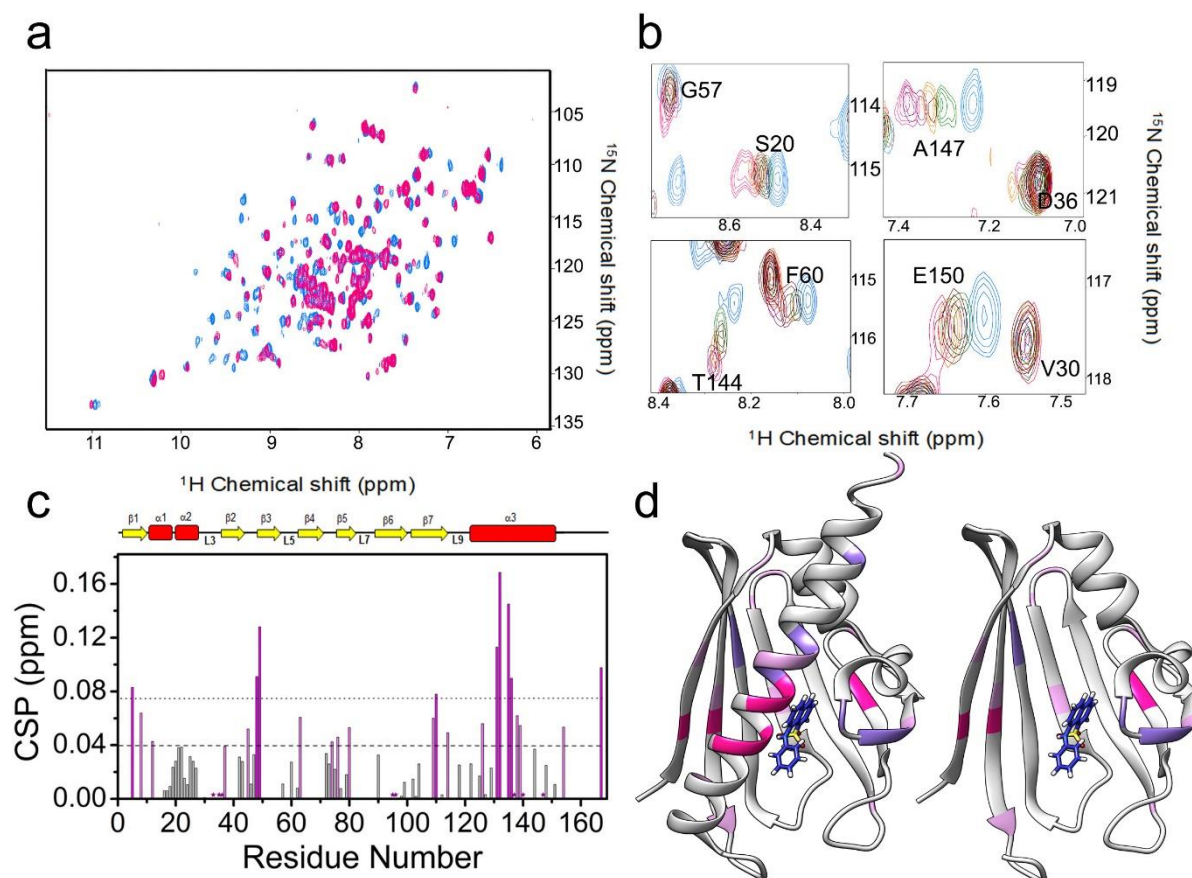 a
105
110
115
120
125
130
135
¹⁵N Chemical shift (ppm)
11 10 9 8 7 6
¹H Chemical shift (ppm)
b
G57
S20
114
115
8.6 8.4
A147
D36
119
120
121
7.4 7.2 7.0
F60
T144
115
116
8.4 8.2 8.0
E150
V30
117
118
7.7 7.6 7.5
¹⁵N Chemical shift (ppm)
¹H Chemical shift (ppm)
c
β1 α1 α2 β2 β3 β4 β5 β6 β7 α3
L3 L5 L7 L9
CSP (ppm)
0.16
0.12
0.08
0.04
0.00
* ** ** * * *
0 20 40 60 80 100 120 140 160
Residue Number
d